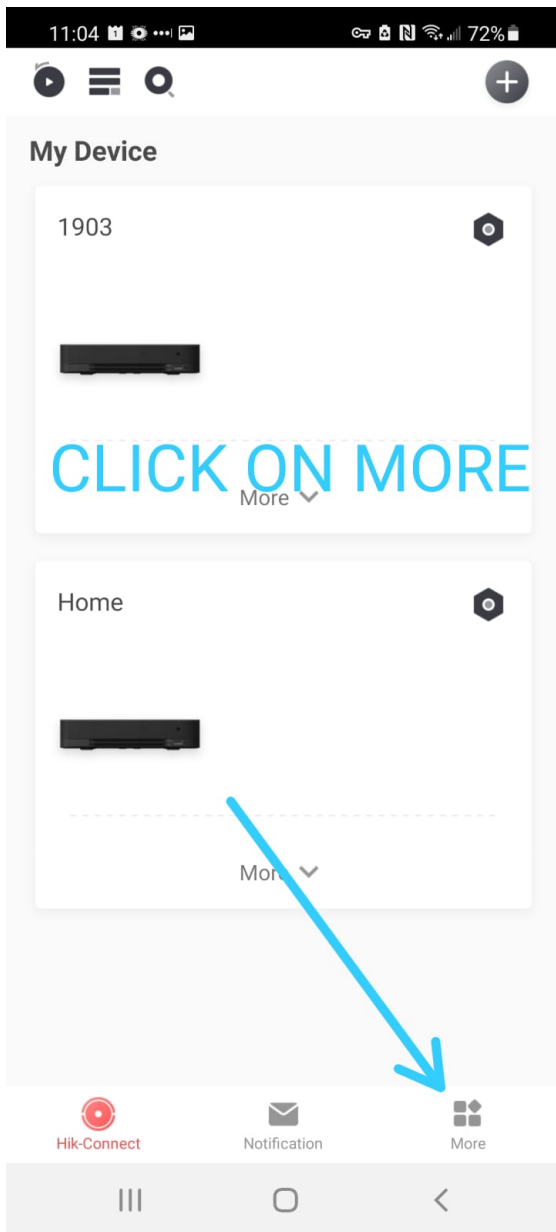 11:04
72%
My Device
1903
CLICK ON MORE
More
Home
More
Hik-Connect
Notification
More